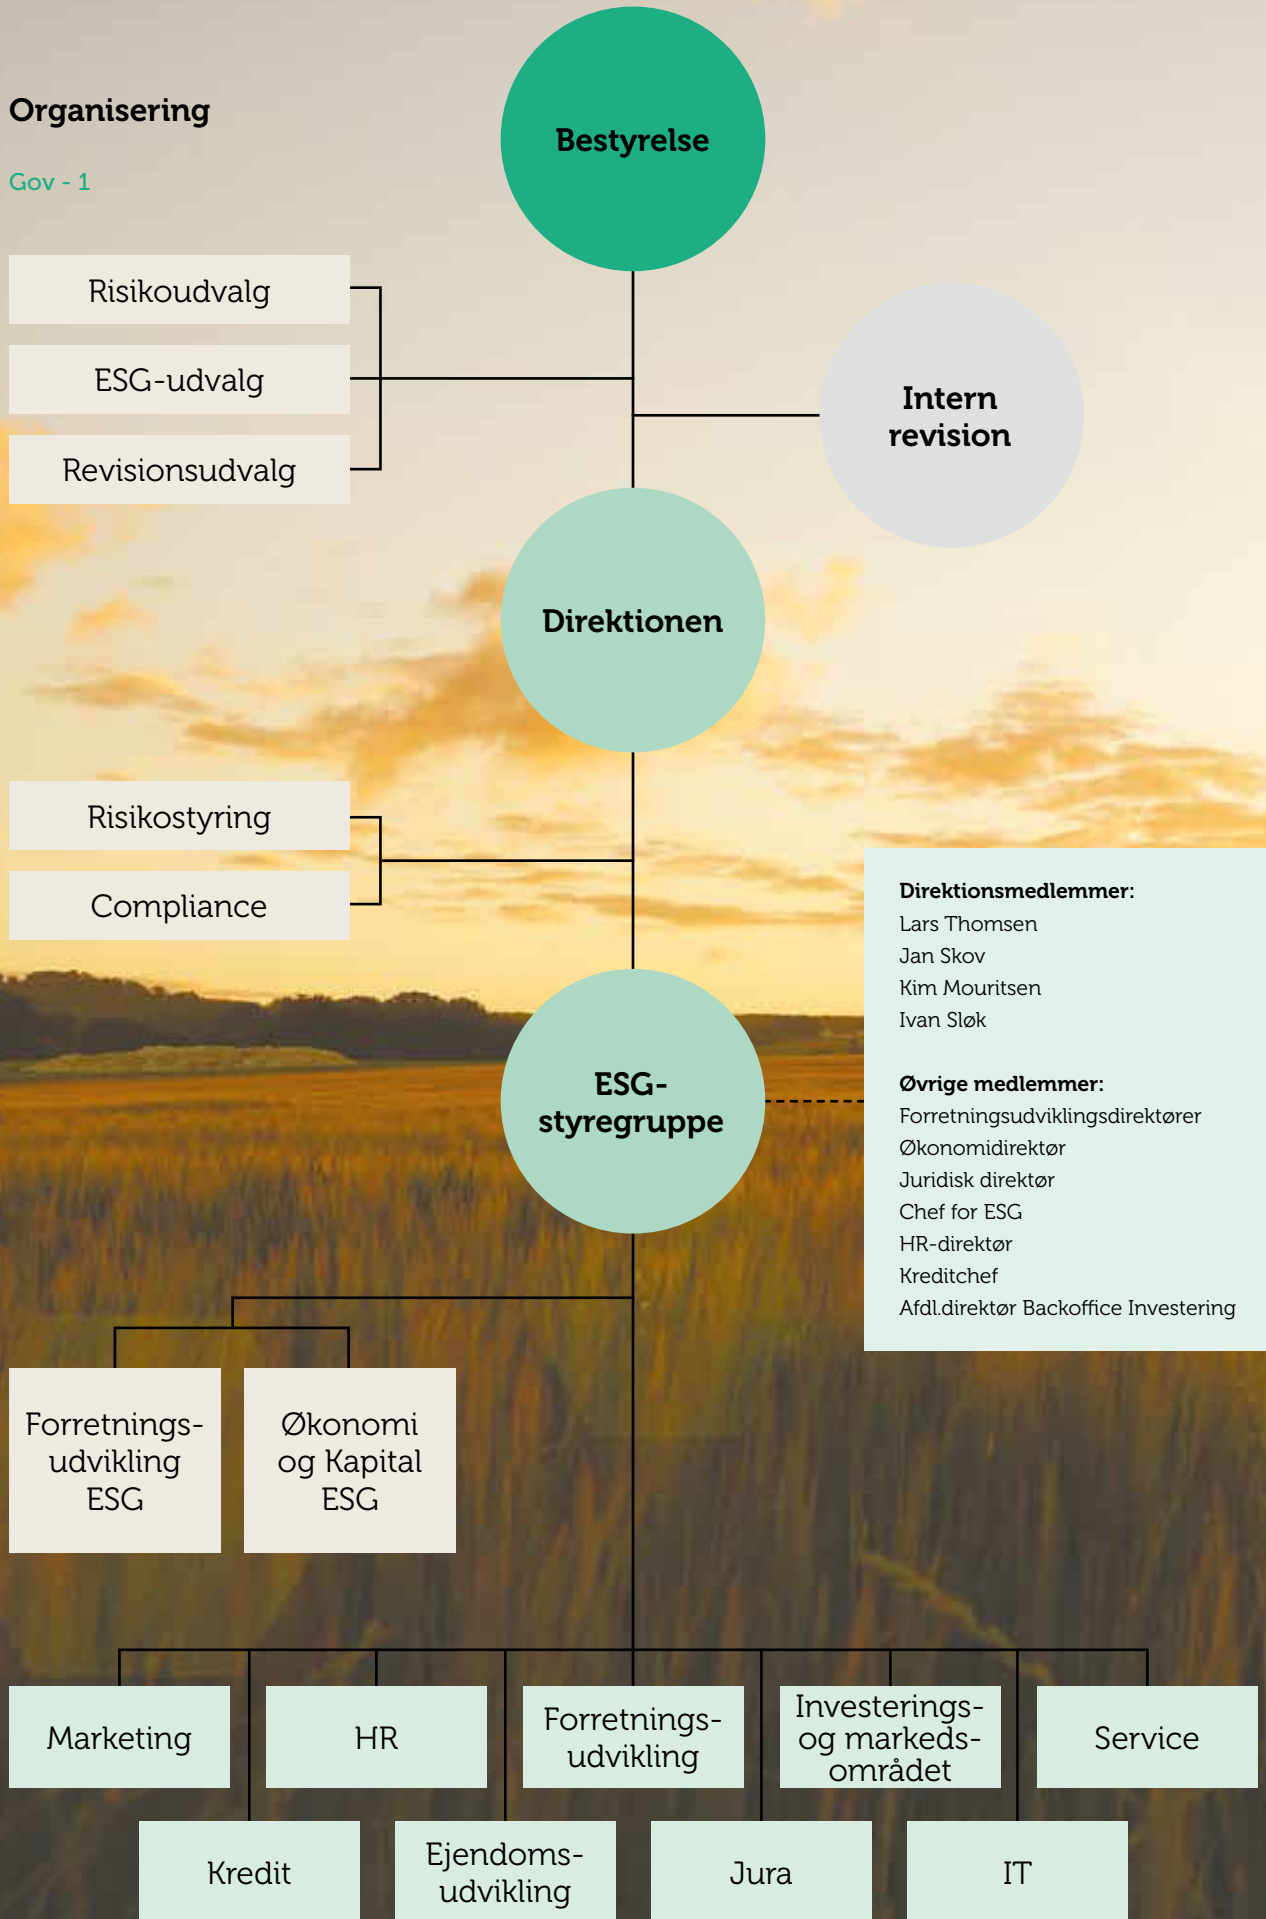 Organisering
Gov - 1
Bestyrelse
Risikoudvalg
ESG-udvalg
Revisionsudvalg
Intern
revision
Direktionen
Risikostyring
Compliance
ESG-
styregruppe
Direktionsmedlemmer:
Lars Thomsen
Jan Skov
Kim Mouritsen
Ivan Sløk
Øvrige medlemmer:
Forretningsudviklingsdirektører
Økonomidirektør
Juridisk direktør
Chef for ESG
HR-direktør
Kreditchef
Afdl.direktør Backoffice Investering
Forretnings-
udvikling
ESG
Økonomi
og Kapital
ESG
Marketing
HR
Forretnings-
udvikling
Investerings-
og markeds-
området
Service
Kredit
Ejendoms-
udvikling
Jura
IT